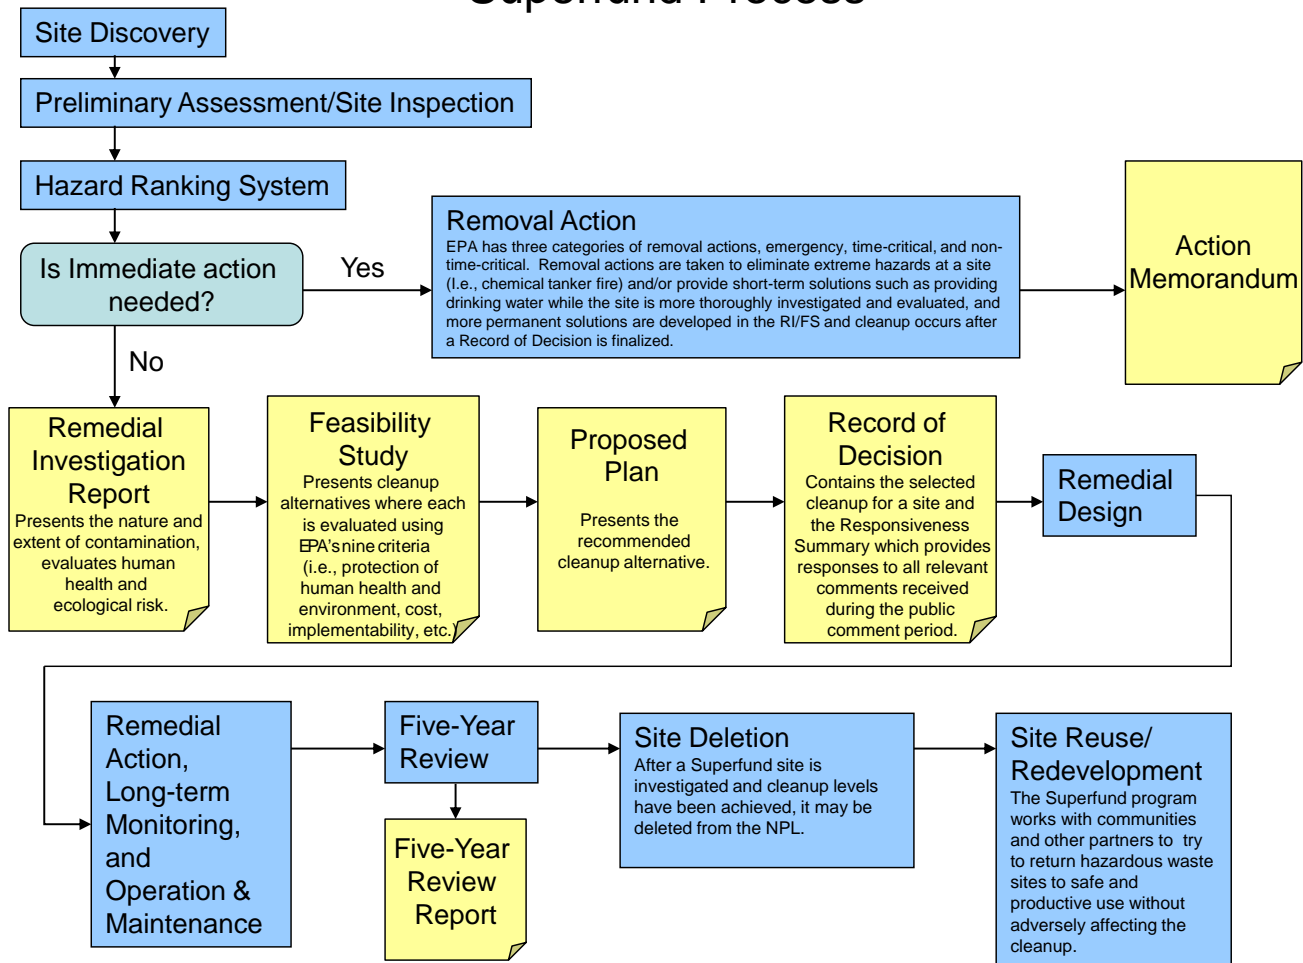 Superfund Process
Site Discovery
Preliminary Assessment/Site Inspection
Hazard Ranking System
Is Immediate action
needed?
Yes
No
Removal Action
EPA has three categories of removal actions, emergency, time-critical, and non-
time-critical. Removal actions are taken to eliminate extreme hazards at a site
(I.e., chemical tanker fire) and/or provide short-term solutions such as providing
drinking water while the site is more thoroughly investigated and evaluated, and
more permanent solutions are developed in the RI/FS and cleanup occurs after
a Record of Decision is finalized.
Action
Memorandum
Remedial
Investigation
Report
Presents the nature and
extent of contamination,
evaluates human
health and
ecological risk.
Feasibility
Study
Presents cleanup
alternatives where each
is evaluated using
EPA's nine criteria
(i.e., protection of
human health and
environment, cost,
implementability, etc.)
Proposed
Plan
Presents the
recommended
cleanup alternative.
Record of
Decision
Contains the selected
cleanup for a site and
the Responsiveness
Summary which provides
responses to all relevant
comments received
during the public
comment period.
Remedial
Design
Remedial
Action,
Long-term
Monitoring,
and
Operation &
Maintenance
Five-Year
Review
Five-Year
Review
Report
Site Deletion
After a Superfund site is
investigated and cleanup levels
have been achieved, it may be
deleted from the NPL.
Site Reuse/
Redevelopment
The Superfund program
works with communities
and other partners to try
to return hazardous waste
sites to safe and
productive use without
adversely affecting the
cleanup.